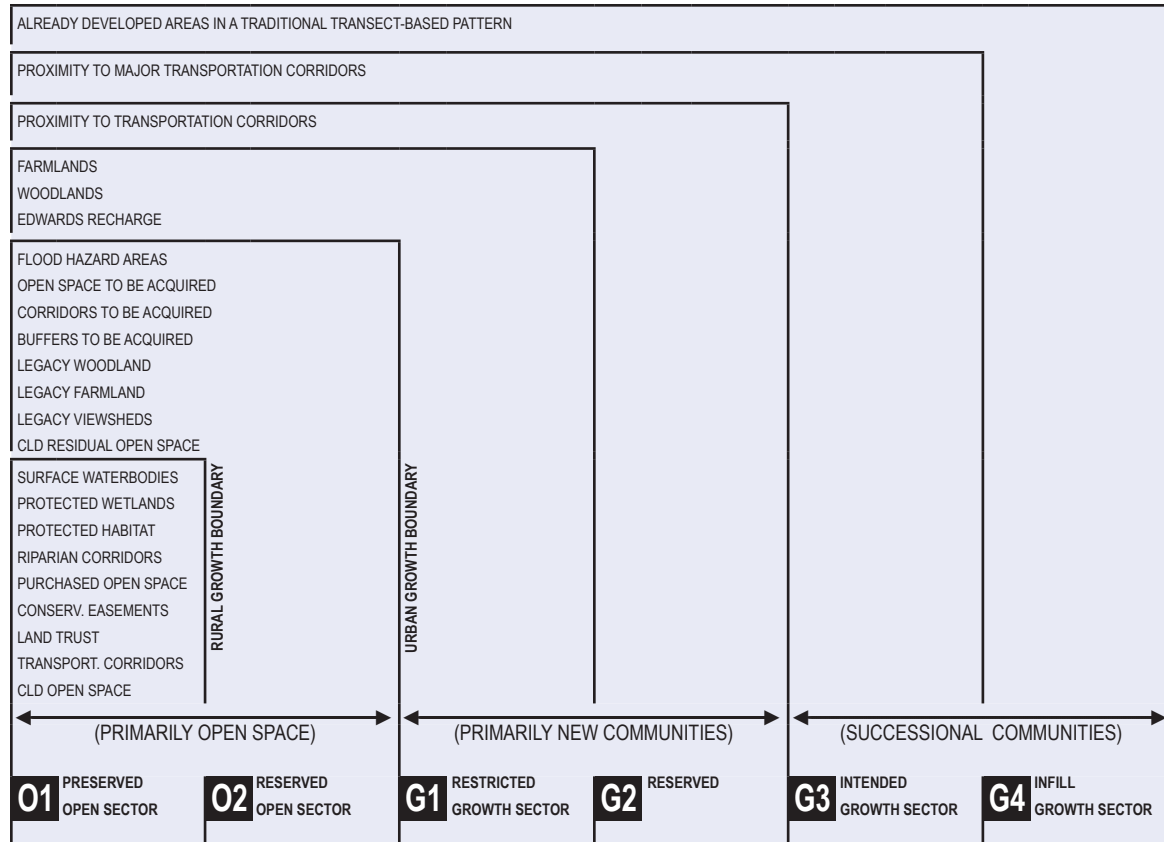 ALREADY DEVELOPED AREAS IN A TRADITIONAL TRANSECT-BASED PATTERN
PROXIMITY TO MAJOR TRANSPORTATION CORRIDORS
PROXIMITY TO TRANSPORTATION CORRIDORS
FARMLANDS
WOODLANDS
EDWARDS RECHARGE
FLOOD HAZARD AREAS
OPEN SPACE TO BE ACQUIRED
CORRIDORS TO BE ACQUIRED
BUFFERS TO BE ACQUIRED
LEGACY WOODLAND
LEGACY FARMLAND
LEGACY VIEWSHEDS
CLD RESIDUAL OPEN SPACE
SURFACE WATERBODIES
PROTECTED WETLANDS
PROTECTED HABITAT
RIPARIAN CORRIDORS
PURCHASED OPEN SPACE
CONSERV. EASEMENTS
LAND TRUST
TRANSPORT. CORRIDORS
CLD OPEN SPACE
RURAL GROWTH BOUNDARY
URBAN GROWTH BOUNDARY
(PRIMARILY OPEN SPACE)
(PRIMARILY NEW COMMUNITIES)
(SUCCESSIONAL COMMUNITIES)
O1
PRESERVED
OPEN SECTOR
O2
RESERVED
OPEN SECTOR
G1
RESTRICTED
GROWTH SECTOR
G2
RESERVED
G3
INTENDED
GROWTH SECTOR
G4
INFILL
GROWTH SECTOR